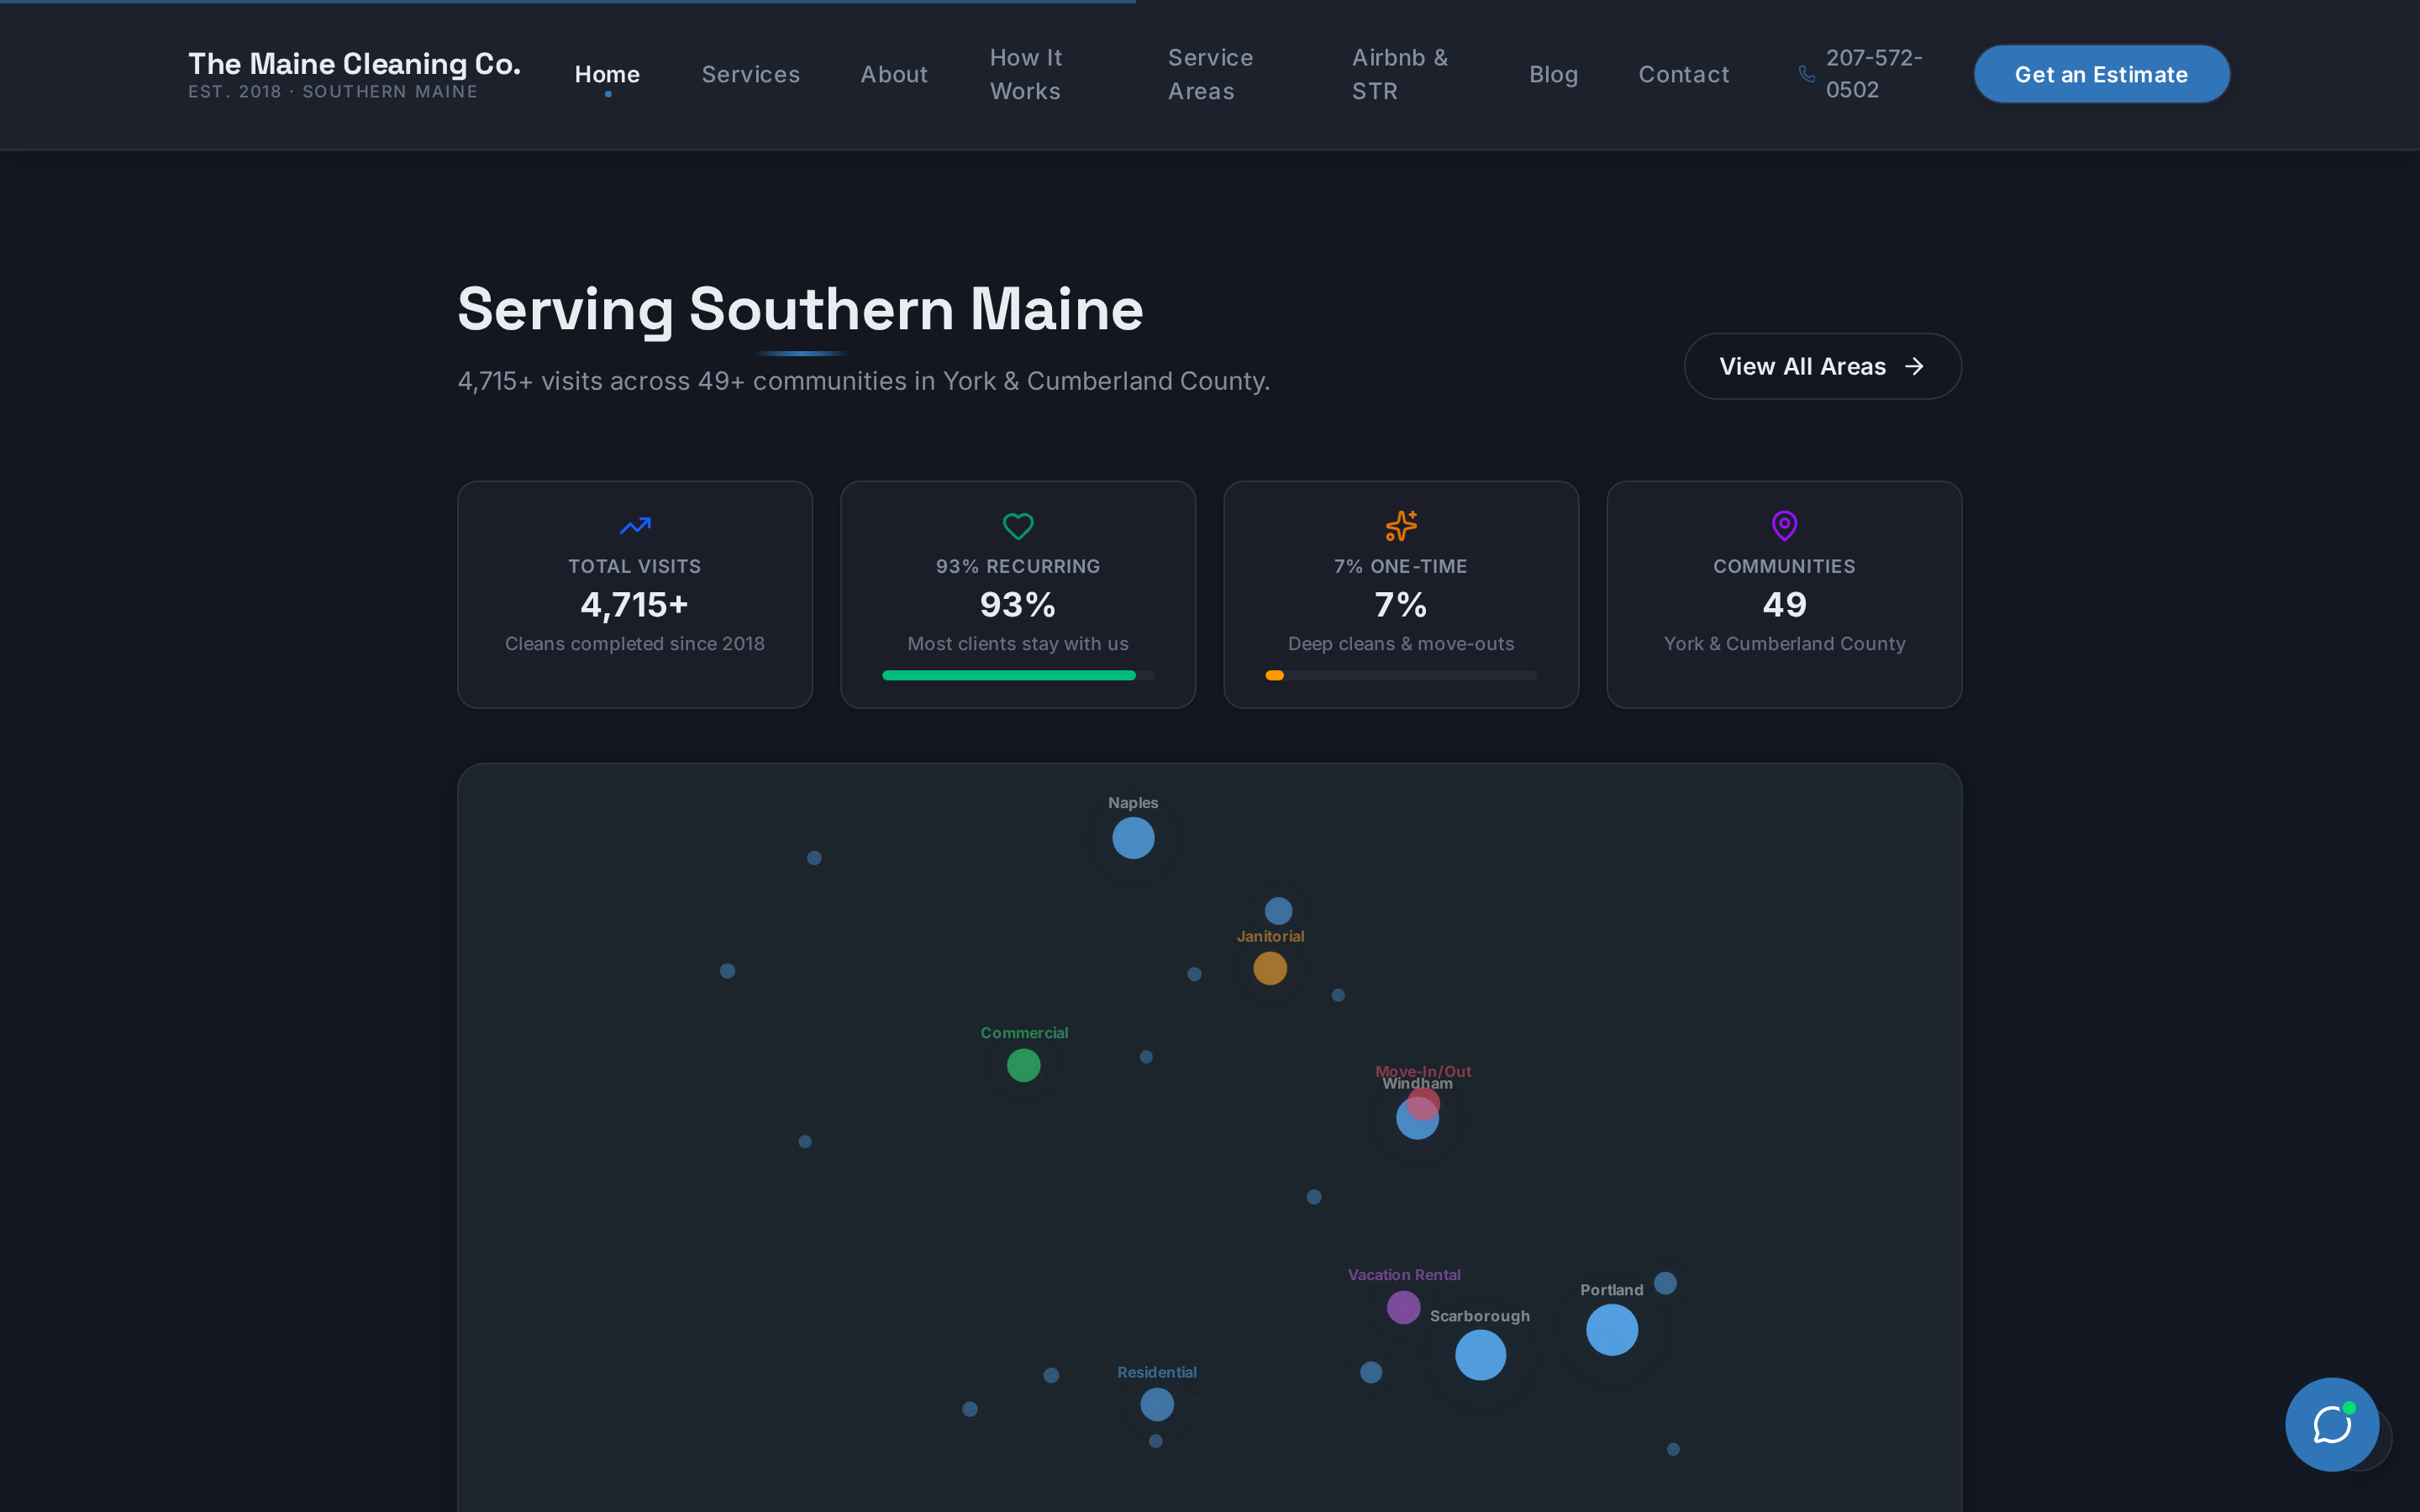 The Maine Cleaning Co.
EST. 2018 · SOUTHERN MAINE
Home
Services
About
How It
Works
Service
Areas
Airbnb &
STR
Blog
Contact
207-572-
0502
Get an Estimate
Serving Southern Maine
4,715+ visits across 49+ communities in York & Cumberland County.
View All Areas
TOTAL VISITS
4,715+
Cleans completed since 2018
93% RECURRING
93%
Most clients stay with us
7% ONE-TIME
7%
Deep cleans & move-outs
COMMUNITIES
49
York & Cumberland County
Naples
Janitorial
Commercial
Move-In/Out
Windham
Vacation Rental
Portland
Scarborough
Residential